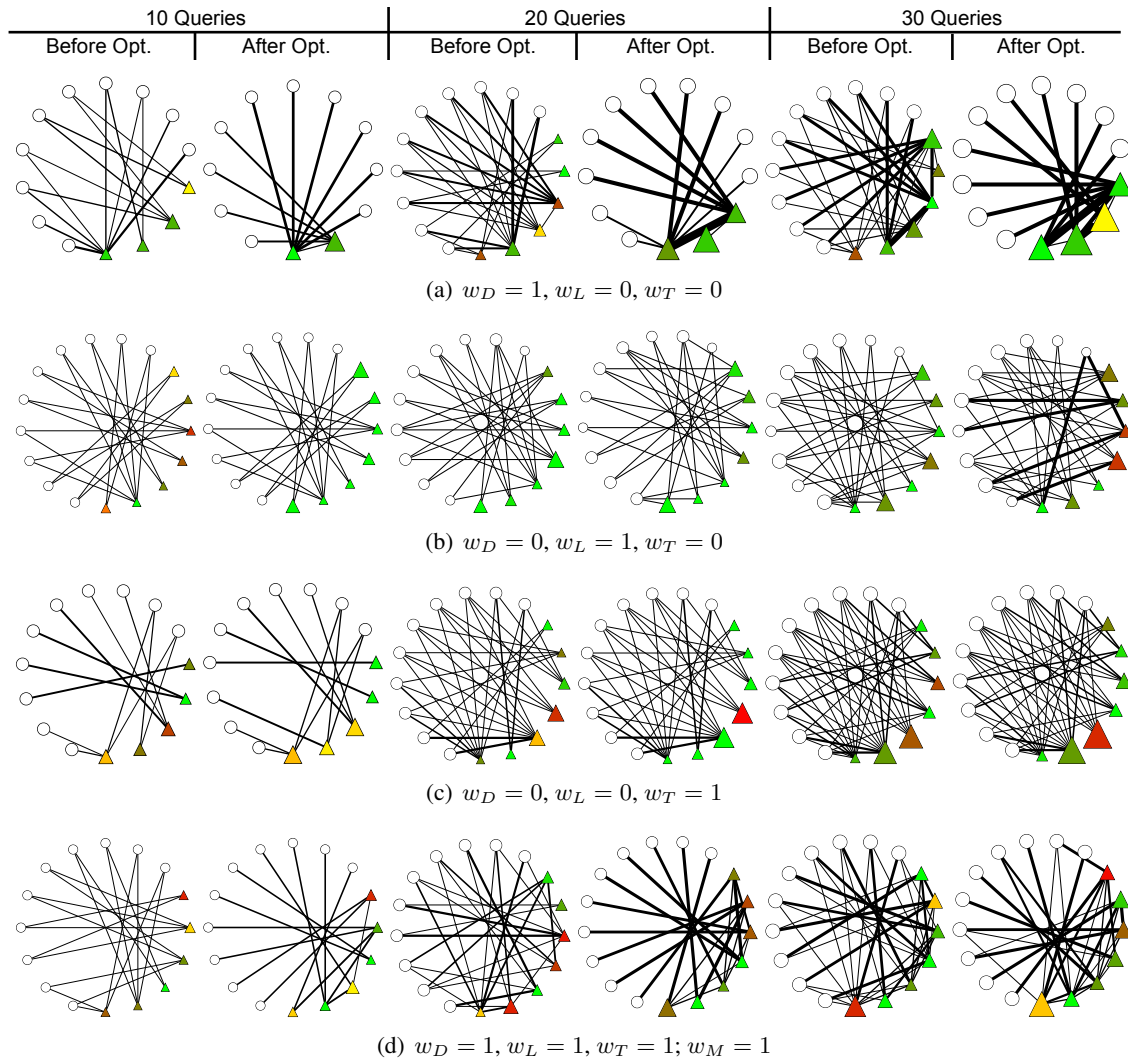 10 Queries 20 Queries 30 Queries
Before Opt. After Opt. Before Opt. After Opt. Before Opt. After Opt.
(a) w_D = 1, w_L = 0, w_T = 0
(b) w_D = 0, w_L = 1, w_T = 0
(c) w_D = 0, w_L = 0, w_T = 1
(d) w_D = 1, w_L = 1, w_T = 1; w_M = 1